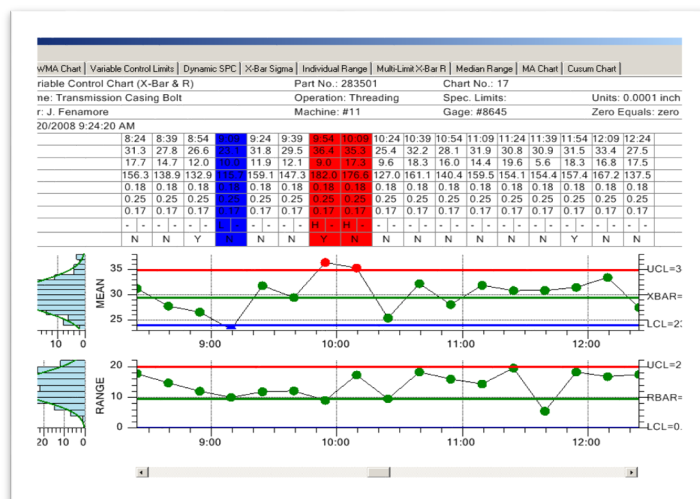 WMA Chart Variable Control Limits Dynamic SPC X-Bar Sigma Individual Range Multi-Limit X-Bar R Median Range MA Chart Cusum Chart
riable Control Chart (X-Bar & R) Part No.: 283501 Chart No.: 17
me: Transmission Casing Bolt Operation: Threading Spec. Limits: Units: 0.0001 inch
r: J. Fenamore Machine: #11 Gage: #8645 Zero Equals: zero
20/2008 9:24:20 AM
8:24 8:39 8:54 9:09 9:24 9:39 9:54 10:09 10:24 10:39 10:54 11:09 11:24 11:39 11:54 12:09 12:24
31.3 27.8 26.6 31.8 29.5 36.4 35.3 25.4 32.2 28.1 31.9 30.8 30.9 31.5 33.4 27.5
17.7 14.7 12.0 10.0 11.9 12.1 9.0 17.3 9.6 18.3 16.0 14.4 19.6 5.6 18.3 16.8 17.5
156.3 138.9 132.9 159.1 147.3 182.0 176.6 127.0 161.1 140.4 159.5 154.1 154.4 157.4 167.2 137.5
0.18 0.18 0.18 0.18 0.18 0.18 0.18 0.18 0.18 0.18 0.18 0.18 0.18 0.18 0.18 0.18 0.18
0.25 0.25 0.25 0.25 0.25 0.25 0.25 0.25 0.25 0.25 0.25 0.25 0.25 0.25 0.25 0.25 0.25
0.17 0.17 0.17 0.17 0.17 0.17 0.17 0.17 0.17 0.17 0.17 0.17 0.17 0.17 0.17 0.17 0.17
- - - - - - - - - - H - H - - - - - - - - - - - - - - - - - - -
N N Y N N N Y N N N N N N N Y N N
35 UCL=3
MEAN
30 XBAR=
25 LCL=2
10 0 9:00 10:00 11:00 12:00
20 UCL=2
RANGE
10 RBAR=
0 LCL=0.
20 10 0 9:00 10:00 11:00 12:00